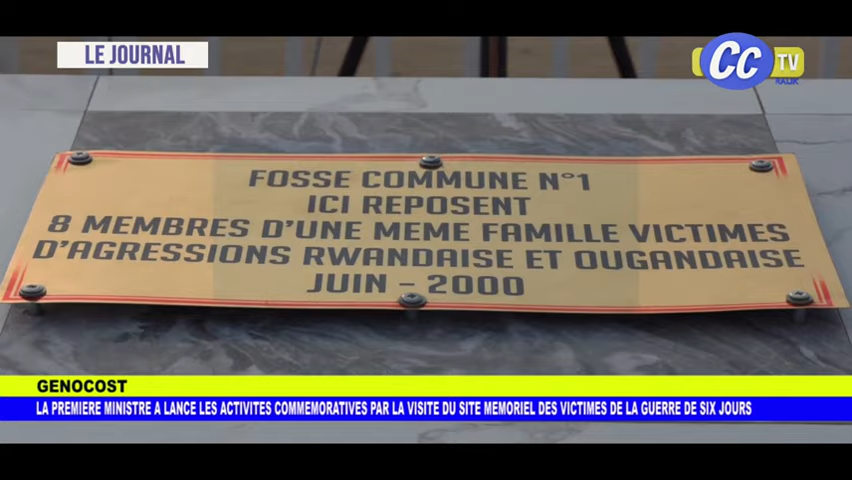 LE JOURNAL
CC TV
FOSSE COMMUNE N°1
ICI REPOSENT
8 MEMBRES D'UNE MEME FAMILLE VICTIMES
D'AGRESSIONS RWANDAISE ET OUGANDAISE
JUIN - 2000
GENOCOST
LA PREMIERE MINISTRE A LANCE LES ACTIVITES COMMEMORATIVES PAR LA VISITE DU SITE MEMORIEL DES VICTIMES DE LA GUERRE DE SIX JOURS